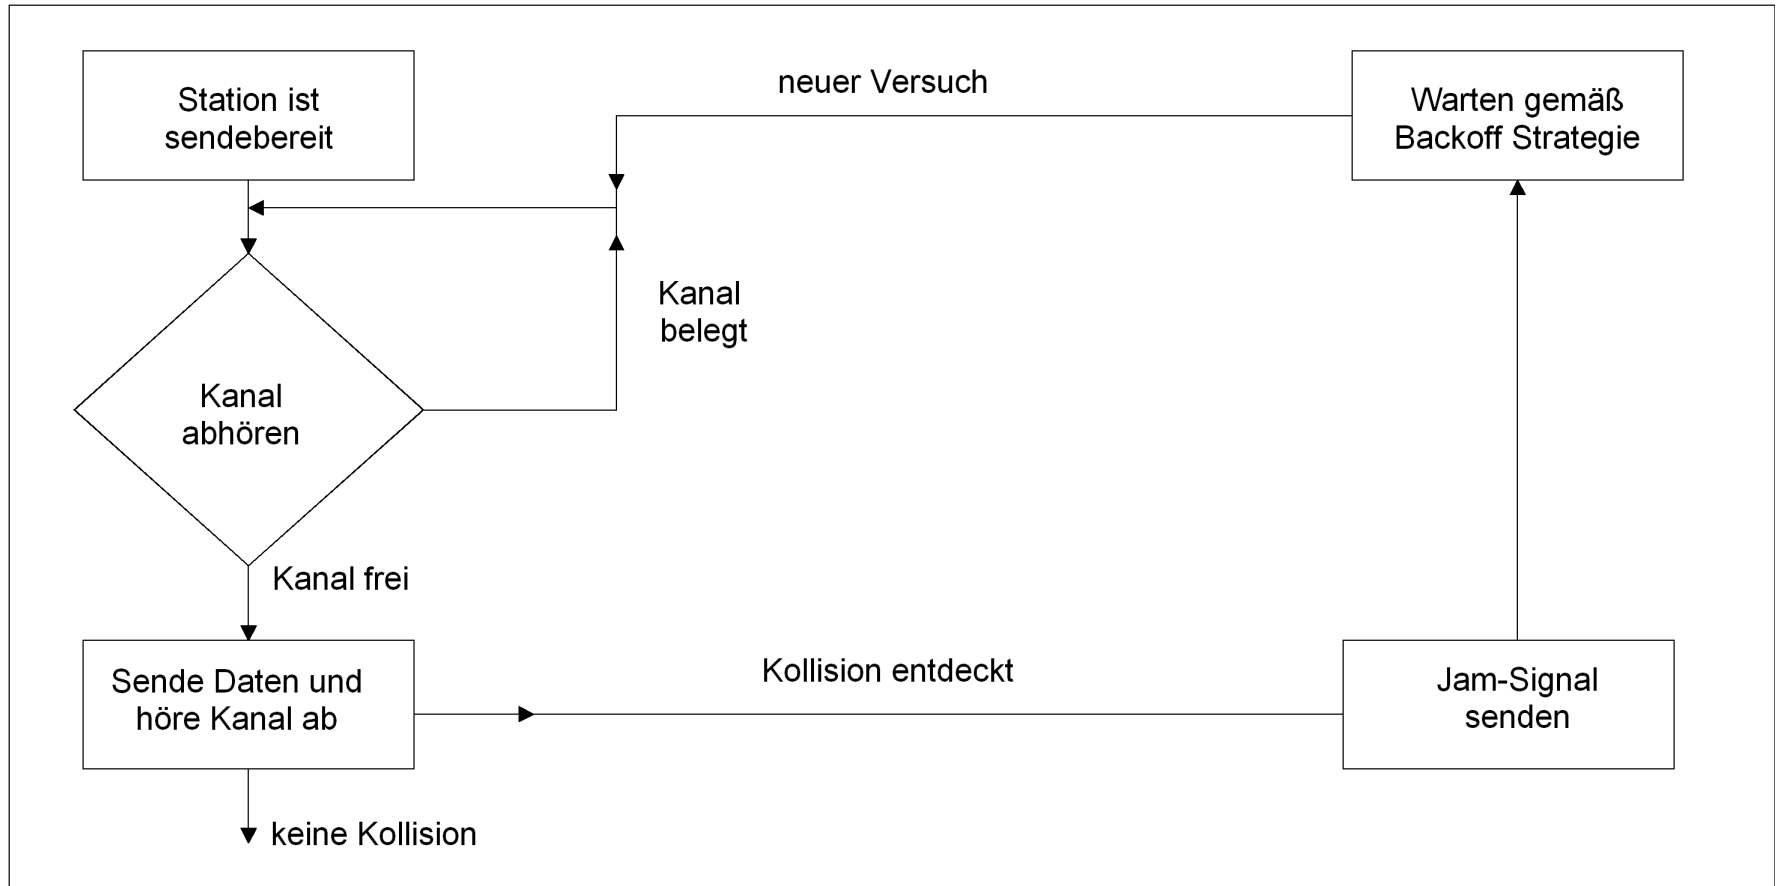 Station ist
sendebereit
neuer Versuch
Warten gemäß
Backoff Strategie
Kanal
belegt
Kanal
abhören
Kanal frei
Sende Daten und
höre Kanal ab
Kollision entdeckt
Jam-Signal
senden
keine Kollision